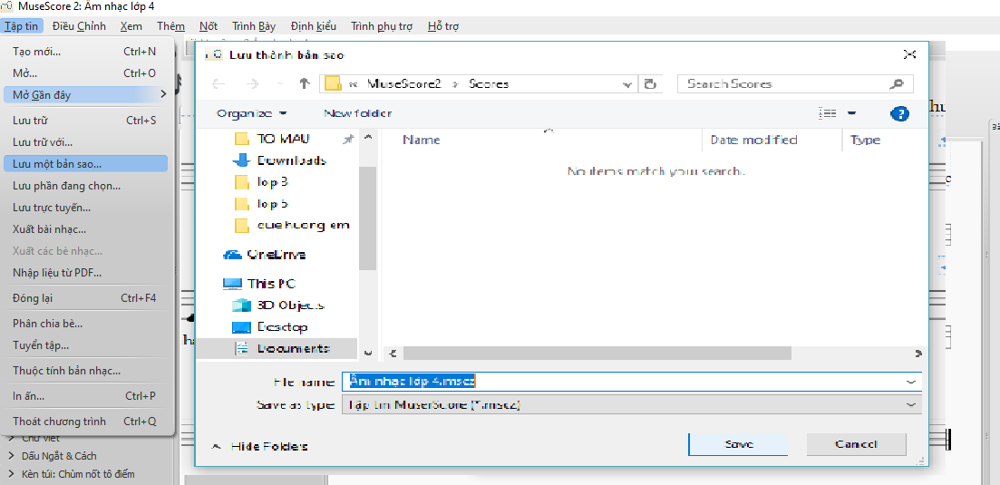 MuseScore 2: Âm nhạc lớp 4
Tập tin Điều Chỉnh Xem Thêm Nốt Trình Bày Định kiểu Trình phụ trợ Hỗ trợ
Tạo mới... Ctrl+N
Mở... Ctrl+O
Mở Gần đây
Lưu trữ Ctrl+S
Lưu trữ với...
Lưu một bản sao...
Lưu phần đang chọn...
Lưu trực tuyến...
Xuất bài nhạc...
Xuất các bè nhạc...
Nhập liệu từ PDF...
Đóng lại Ctrl+F4
Phân chia bè...
Tuyển tập...
Thuộc tính bản nhạc...
In ấn... Ctrl+P
Thoát chương trình Ctrl+Q
Chữ viết
Dấu Ngắt & Cách
Kèn túi: Chùm nốt tô điểm
Lưu thành bản sao
« MuseScore2 > Scores
Search Scores
Organize New folder
Name Date modified Type
No items match your search.
TO MAU
Downloads
lop 3
lop 5
que huong em
OneDrive
This PC
3D Objects
Desktop
Documents
File name: Âm nhạc lớp 4.mscz
Save as type: Tập tin MuseScore (*.mscz)
Hide Folders
Save Cancel